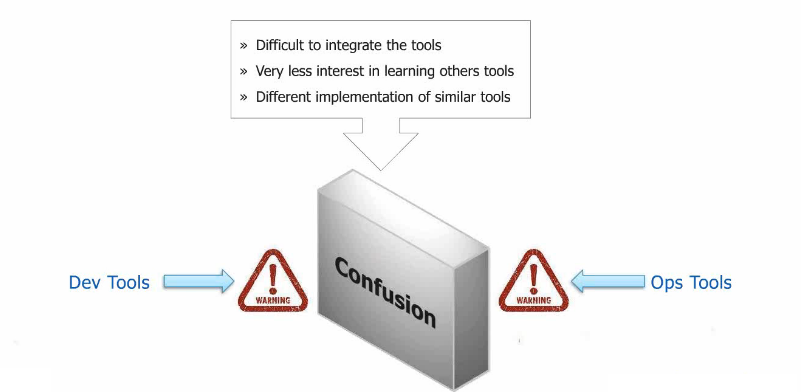 » Difficult to integrate the tools
» Very less interest in learning others tools
» Different implementation of similar tools
Confusion
Dev Tools
WARNING
WARNING
Ops Tools